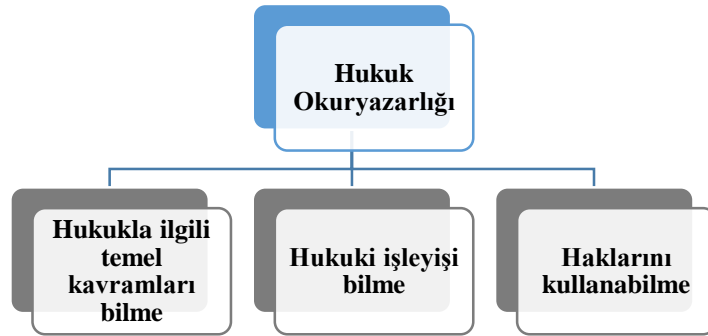 Hukuk
Okuryazarlığı
Hukukla ilgili
temel
kavramları
bilme
Hukuki işleyişi
bilme
Haklarını
kullanabilme